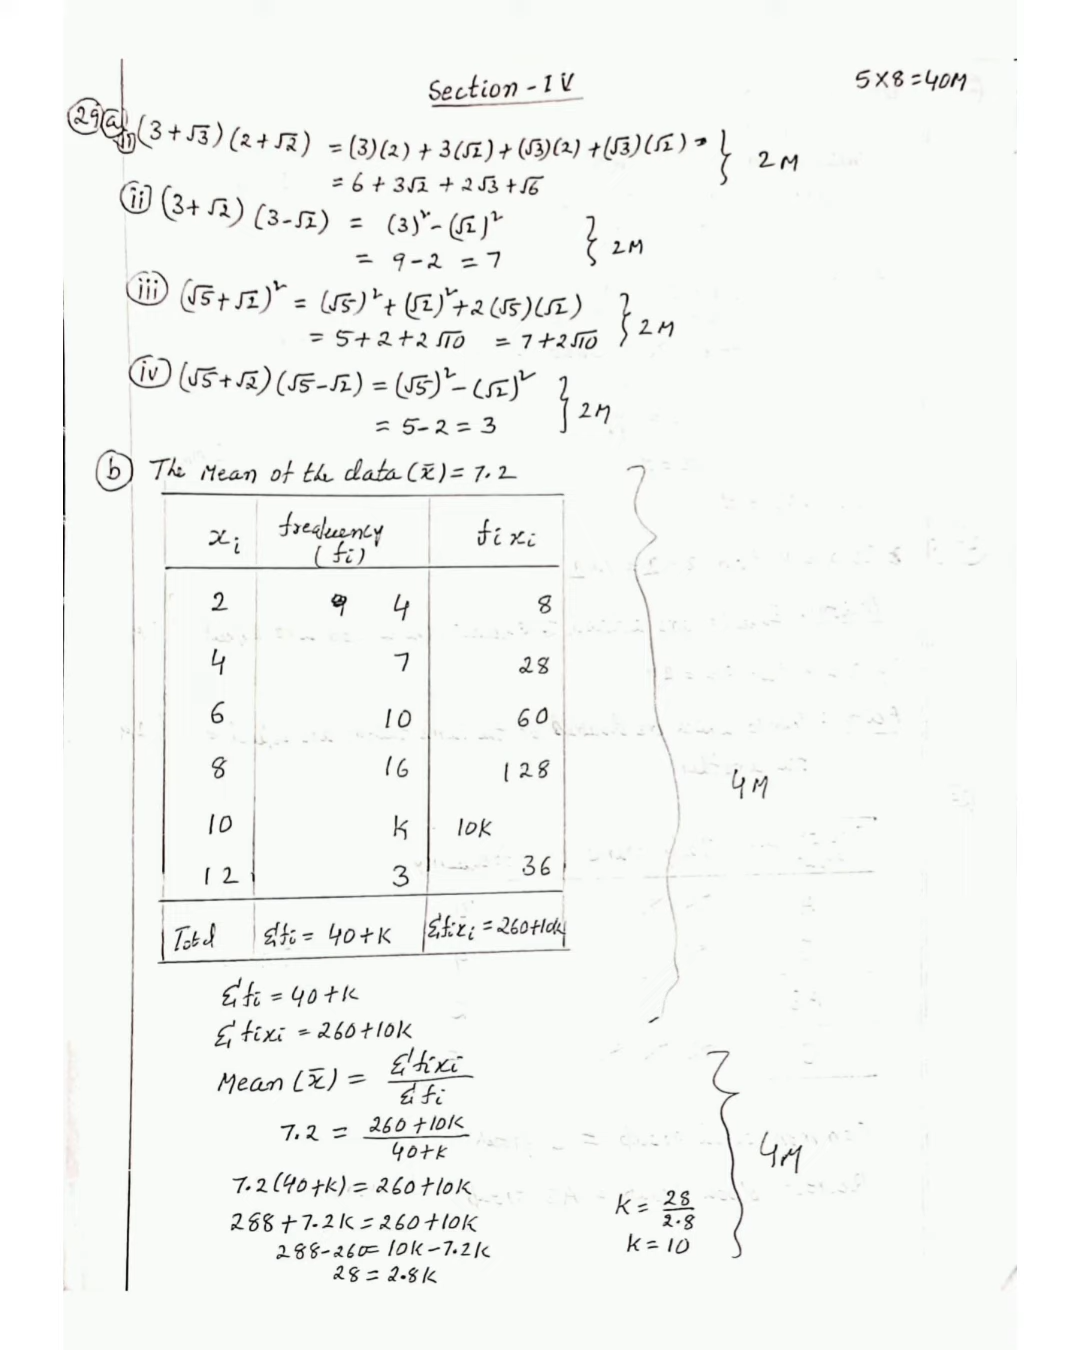 Section - IV 5×8=40M
29 a i) (3+√3)(2+√2) = (3)(2) + 3(√2) + (√3)(2) + (√3)(√2) } 2M
= 6 + 3√2 + 2√3 + √6
ii (3+√2) (3-√2) = (3)² - (√2)² } 2M
= 9-2 = 7
iii (√5+√2)² = (√5)² + (√2)² + 2(√5)(√2) } 2M
= 5+2+2√10 = 7+2√10
iv (√5+√2)(√5-√2) = (√5)² - (√2)² } 2M
= 5-2 = 3
b The Mean of the data (x̄) = 7.2
xi frequency (fi) fixi
2 4 8
4 7 28
6 10 60
8 16 128
10 k 10K
12 3 36
Total Σfi = 40+K Σfixi = 260+10k
4M
Σfi = 40+k
Σfixi = 260+10k
Mean (x̄) = Σfixi / Σfi
7.2 = 260+10k / 40+k
7.2(40+k) = 260+10k
288+7.2k = 260+10k
288-260 = 10k-7.2k
28 = 2.8k
k = 28 / 2.8
k = 10
4M